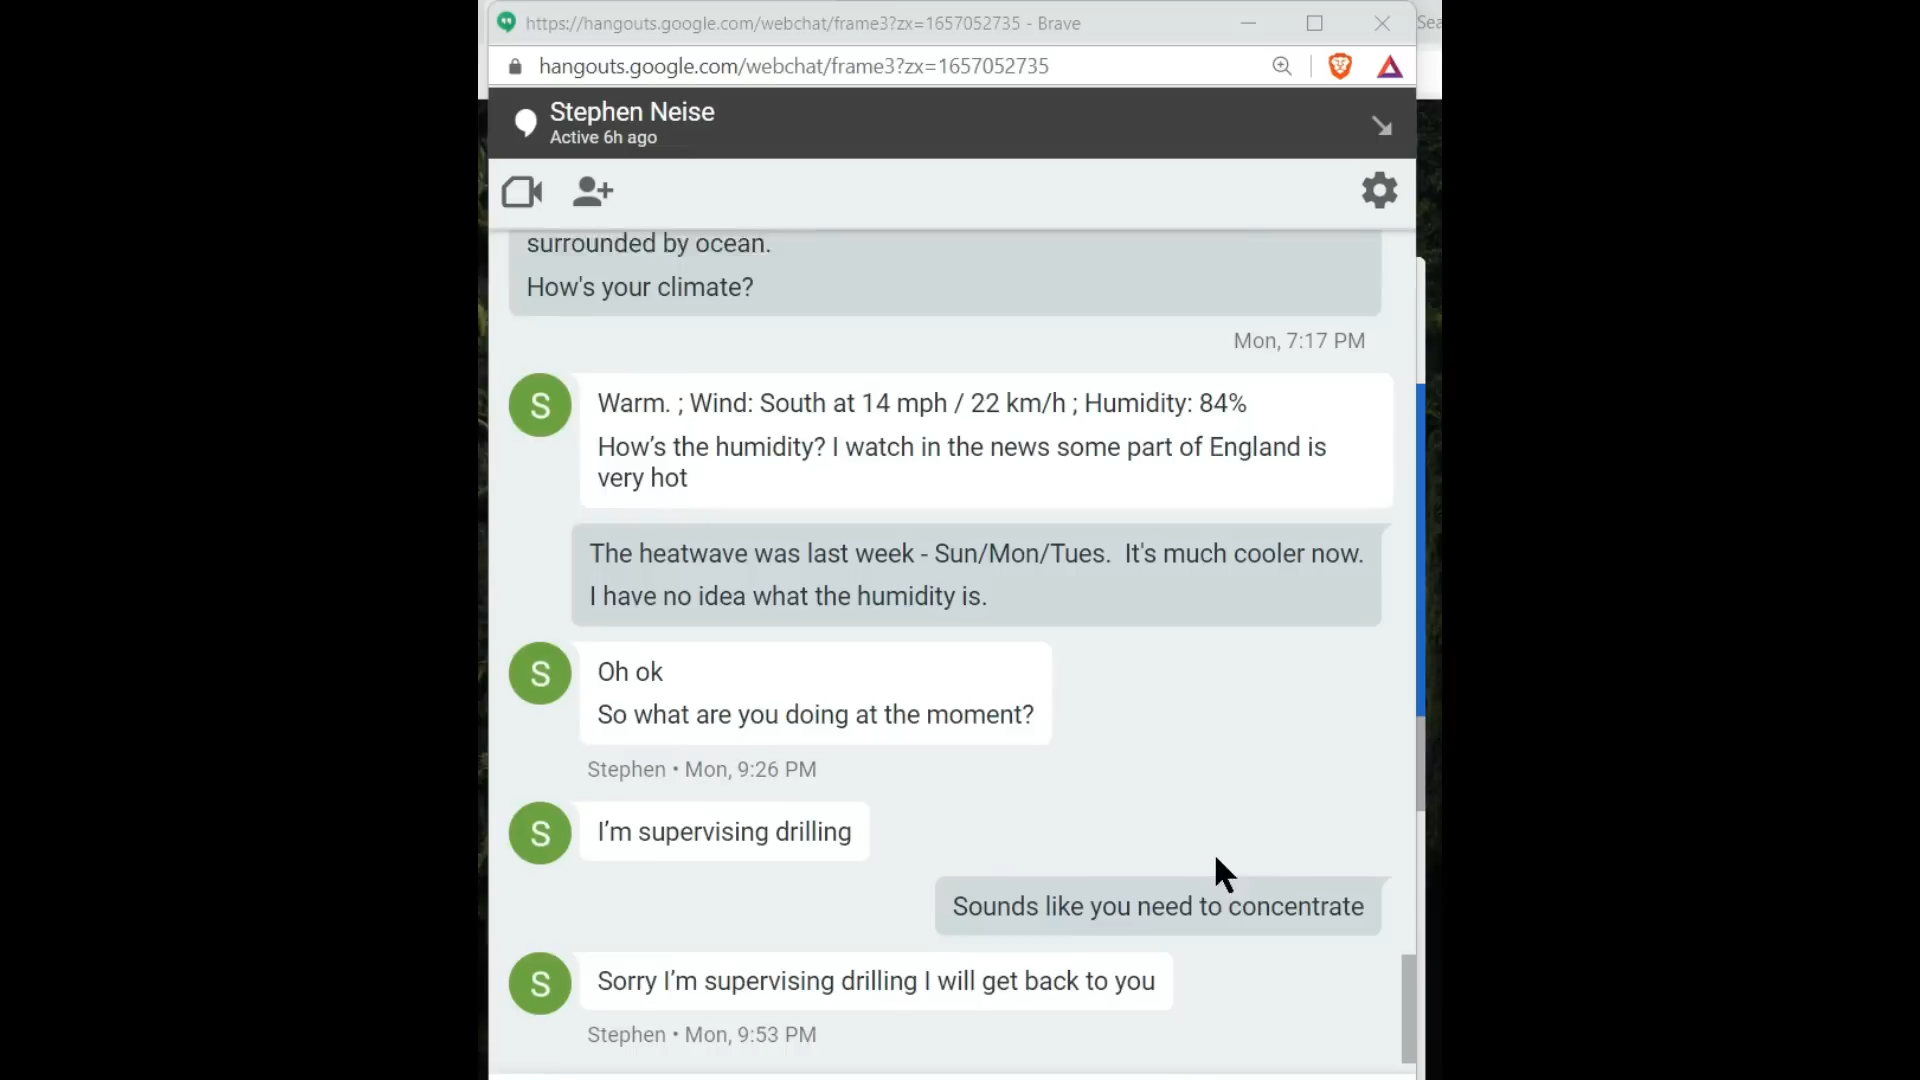 https://hangouts.google.com/webchat/frame3?zx=1657052735 - Brave
Sea
hangouts.google.com/webchat/frame3?zx=1657052735
Stephen Neise
Active 6h ago
surrounded by ocean.
How's your climate?
Mon, 7:17 PM
S
Warm. ; Wind: South at 14 mph / 22 km/h ; Humidity: 84%
How’s the humidity? I watch in the news some part of England is
very hot
The heatwave was last week - Sun/Mon/Tues.  It's much cooler now.
I have no idea what the humidity is.
S
Oh ok
So what are you doing at the moment?
Stephen • Mon, 9:26 PM
S
I’m supervising drilling
Sounds like you need to concentrate
S
Sorry I’m supervising drilling I will get back to you
Stephen • Mon, 9:53 PM